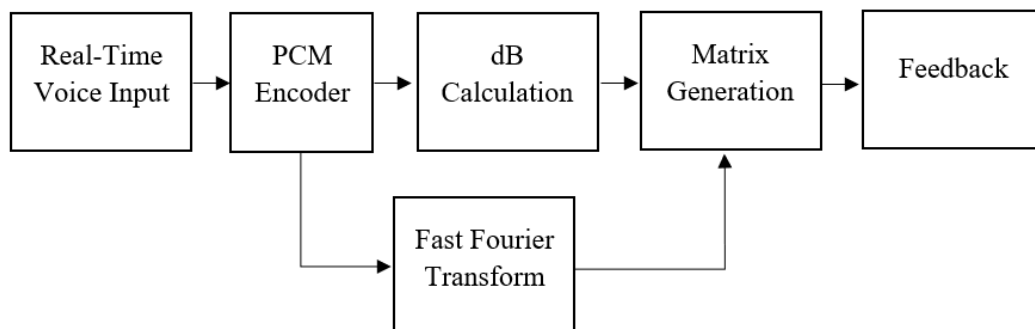 Real-Time
Voice Input
PCM
Encoder
dB
Calculation
Matrix
Generation
Feedback
Fast Fourier
Transform